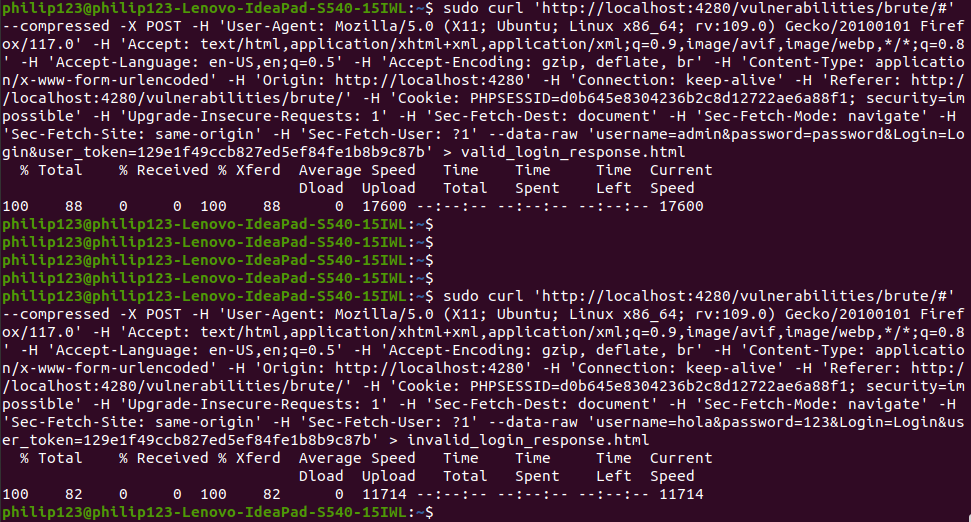 philip123@philip123-Lenovo-IdeaPad-S540-15IWL:~$ sudo curl 'http://localhost:4280/vulnerabilities/brute/#'
--compressed -X POST -H 'User-Agent: Mozilla/5.0 (X11; Ubuntu; Linux x86_64; rv:109.0) Gecko/20100101 Firef
ox/117.0' -H 'Accept: text/html,application/xhtml+xml,application/xml;q=0.9,image/avif,image/webp,*/*;q=0.8
' -H 'Accept-Language: en-US,en;q=0.5' -H 'Accept-Encoding: gzip, deflate, br' -H 'Content-Type: applicatio
n/x-www-form-urlencoded' -H 'Origin: http://localhost:4280' -H 'Connection: keep-alive' -H 'Referer: http:/
/localhost:4280/vulnerabilities/brute/' -H 'Cookie: PHPSESSID=d0b645e8304236b2c8d12722ae6a88f1; security=im
possible' -H 'Upgrade-Insecure-Requests: 1' -H 'Sec-Fetch-Dest: document' -H 'Sec-Fetch-Mode: navigate' -H
'Sec-Fetch-Site: same-origin' -H 'Sec-Fetch-User: ?1' --data-raw 'username=admin&password=password&Login=Lo
gin&user_token=129e1f49ccb827ed5ef84fe1b8b9c87b' > valid_login_response.html
  % Total    % Received % Xferd  Average Speed   Time    Time     Time  Current
                                 Dload  Upload   Total   Spent    Left  Speed
100    88    0     0  100    88      0  17600 --:--:-- --:--:-- --:--:-- 17600
philip123@philip123-Lenovo-IdeaPad-S540-15IWL:~$
philip123@philip123-Lenovo-IdeaPad-S540-15IWL:~$
philip123@philip123-Lenovo-IdeaPad-S540-15IWL:~$
philip123@philip123-Lenovo-IdeaPad-S540-15IWL:~$
philip123@philip123-Lenovo-IdeaPad-S540-15IWL:~$ sudo curl 'http://localhost:4280/vulnerabilities/brute/#'
--compressed -X POST -H 'User-Agent: Mozilla/5.0 (X11; Ubuntu; Linux x86_64; rv:109.0) Gecko/20100101 Firef
ox/117.0' -H 'Accept: text/html,application/xhtml+xml,application/xml;q=0.9,image/avif,image/webp,*/*;q=0.8
' -H 'Accept-Language: en-US,en;q=0.5' -H 'Accept-Encoding: gzip, deflate, br' -H 'Content-Type: applicatio
n/x-www-form-urlencoded' -H 'Origin: http://localhost:4280' -H 'Connection: keep-alive' -H 'Referer: http:/
/localhost:4280/vulnerabilities/brute/' -H 'Cookie: PHPSESSID=d0b645e8304236b2c8d12722ae6a88f1; security=im
possible' -H 'Upgrade-Insecure-Requests: 1' -H 'Sec-Fetch-Dest: document' -H 'Sec-Fetch-Mode: navigate' -H
'Sec-Fetch-Site: same-origin' -H 'Sec-Fetch-User: ?1' --data-raw 'username=hola&password=123&Login=Login&us
er_token=129e1f49ccb827ed5ef84fe1b8b9c87b' > invalid_login_response.html
  % Total    % Received % Xferd  Average Speed   Time    Time     Time  Current
                                 Dload  Upload   Total   Spent    Left  Speed
100    82    0     0  100    82      0  11714 --:--:-- --:--:-- --:--:-- 11714
philip123@philip123-Lenovo-IdeaPad-S540-15IWL:~$